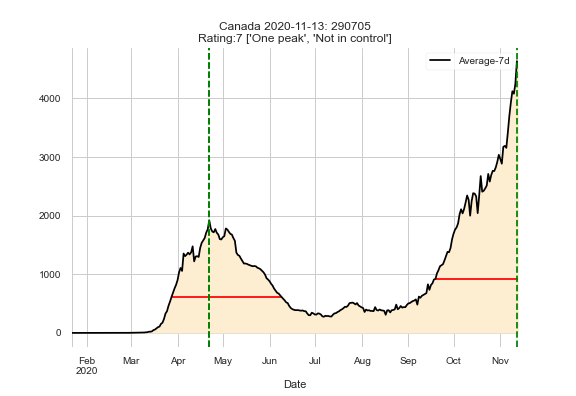 Canada 2020-11-13: 290705
Rating:7 ['One peak', 'Not in control']
Average-7d
4000
3000
2000
1000
0
Feb Mar Apr May Jun Jul Aug Sep Oct Nov
2020
Date